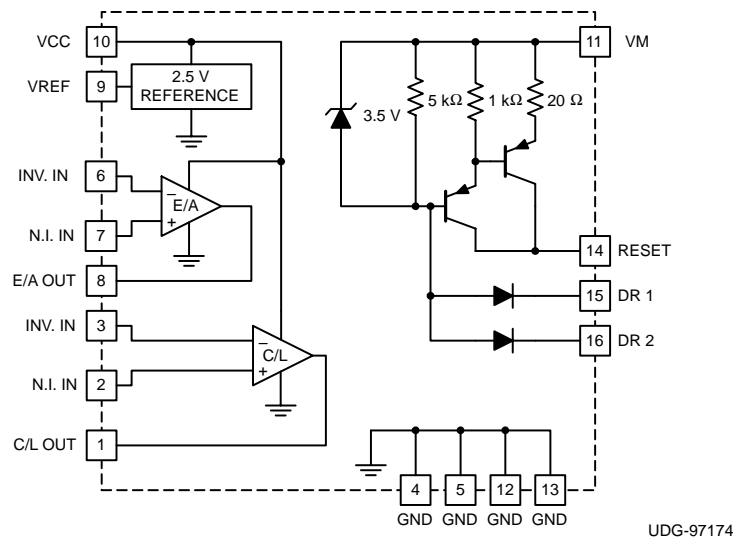 VCC 10
VREF 9
2.5 V
REFERENCE
INV. IN 6
N.I. IN 7
–
+
E/A
E/A OUT 8
INV. IN 3
N.I. IN 2
–
+
C/L
C/L OUT 1
11 VM
3.5 V
5 kΩ
1 kΩ
20 Ω
14 RESET
15 DR 1
16 DR 2
4 5 12 13
GND GND GND GND
UDG-97174